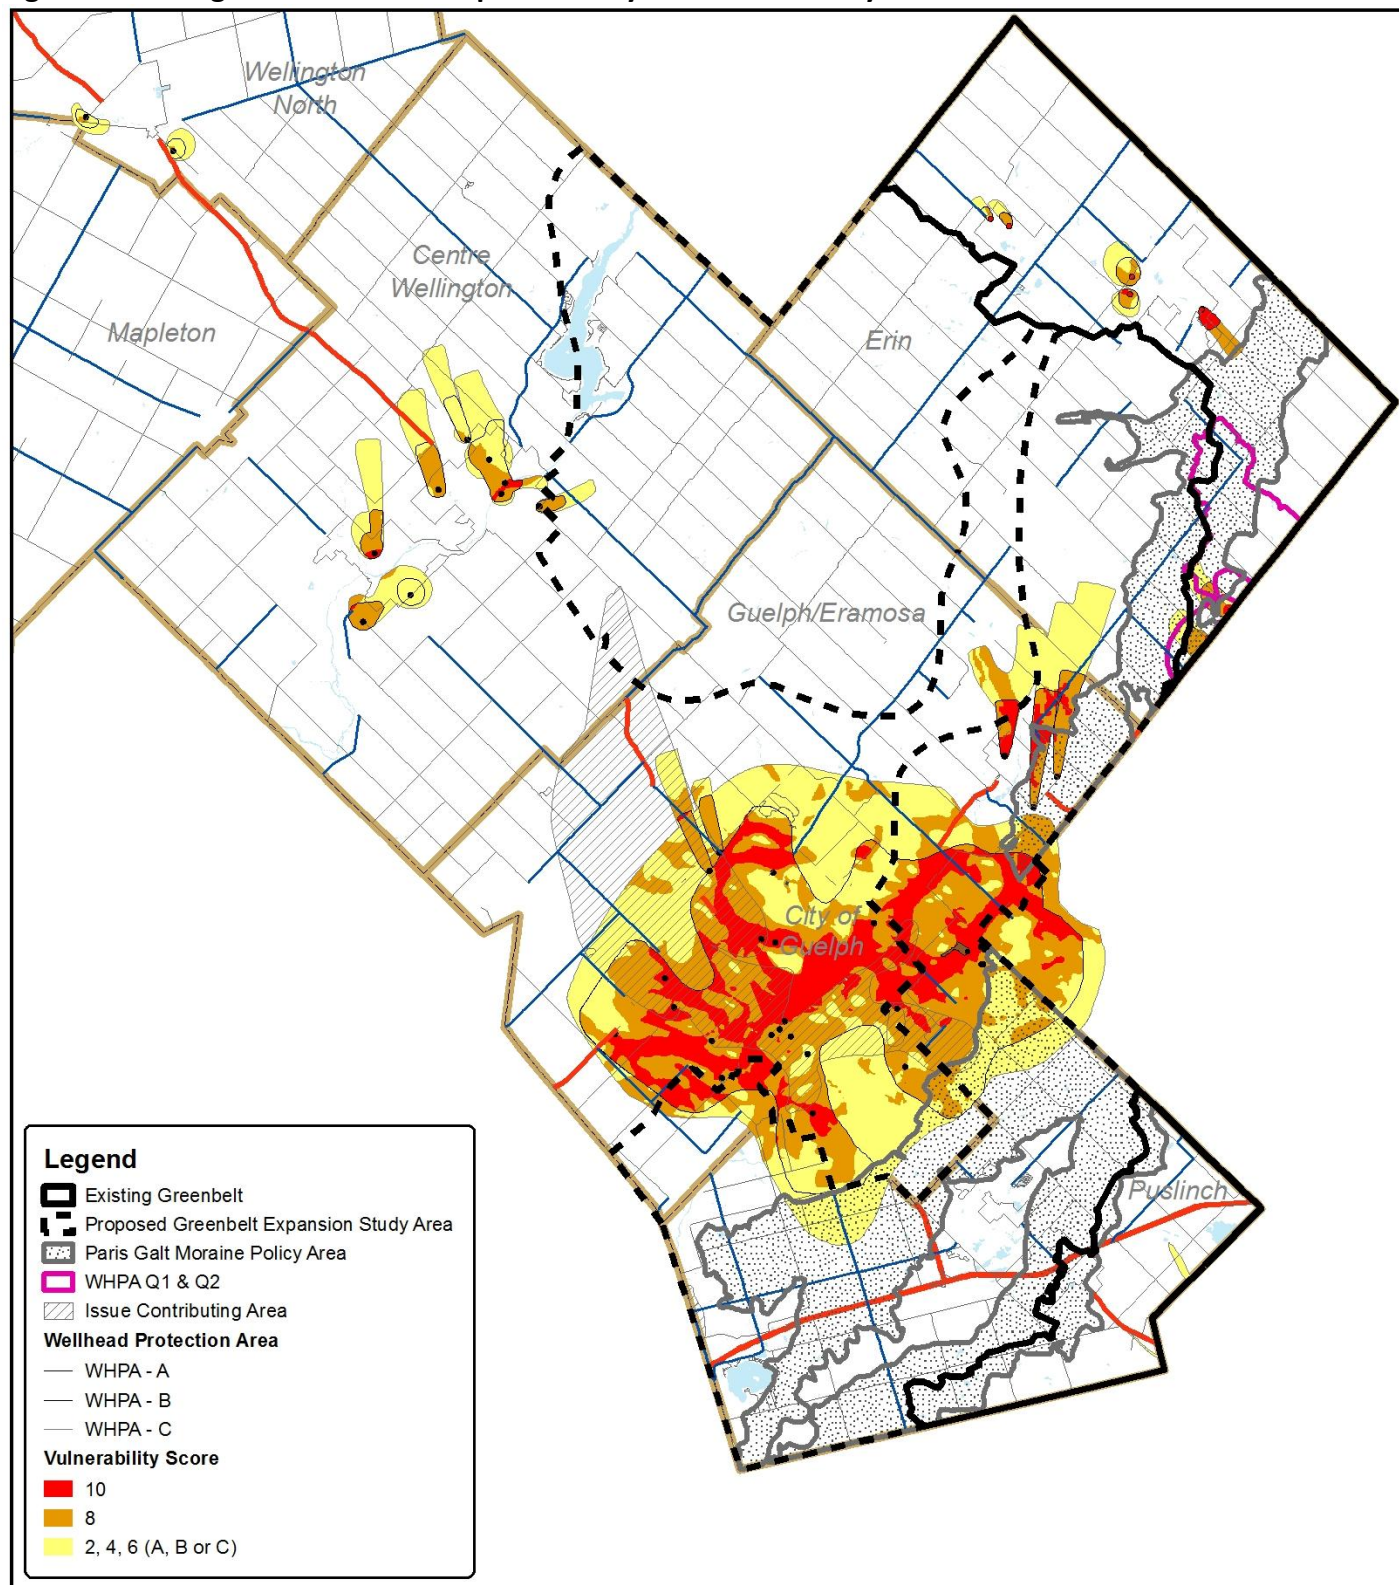 Wellington
North
Centre
Wellington
Mapleton
Erin
Guelph/Eramosa
City of
Guelph
Puslinch
Legend
Existing Greenbelt
Proposed Greenbelt Expansion Study Area
Paris Galt Moraine Policy Area
WHPA Q1 & Q2
Issue Contributing Area
Wellhead Protection Area
WHPA - A
WHPA - B
WHPA - C
Vulnerability Score
10
8
2, 4, 6 (A, B or C)